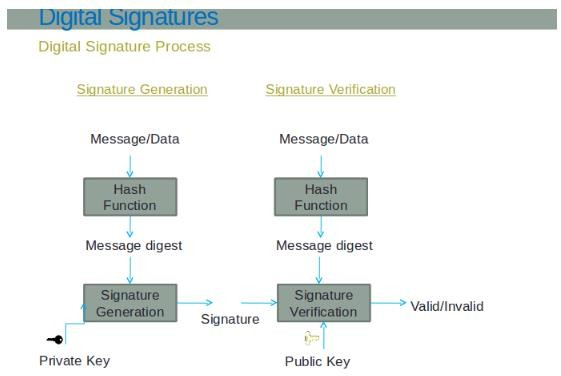 Digital Signatures
Digital Signature Process
Signature Generation
Signature Verification
Message/Data
Message/Data
Hash
Function
Hash
Function
Message digest
Message digest
Signature
Generation
Signature
Signature
Verification
Valid/Invalid
Private Key
Public Key